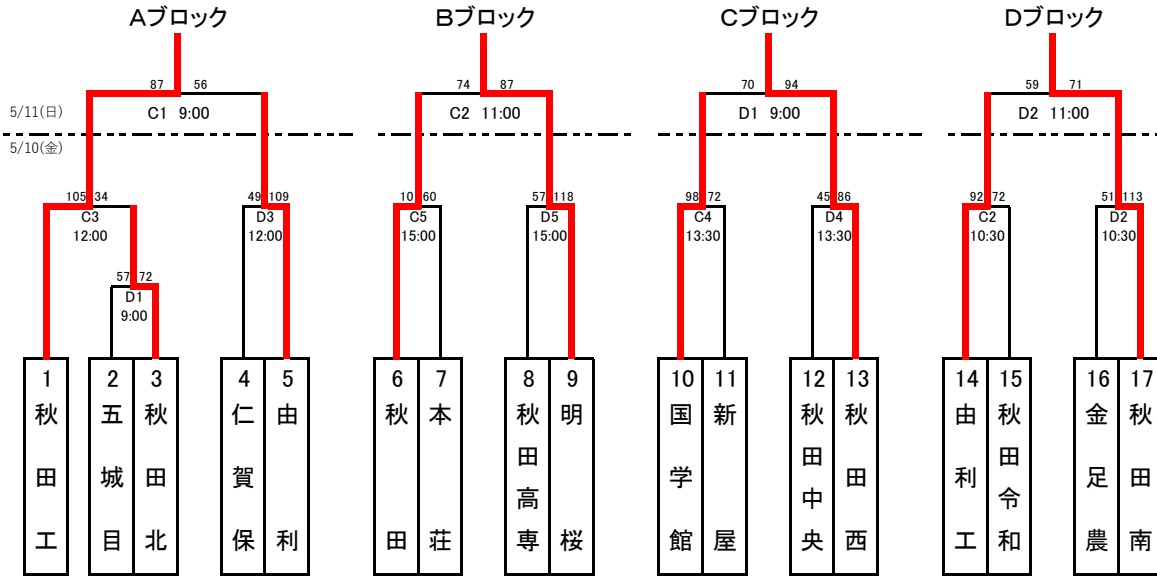 Aブロック Bブロック Cブロック Dブロック
87 56 74 87 70 94 59 71
5/11(日) C1 9:00 C2 11:00 D1 9:00 D2 11:00
5/10(金)
105 34 49 109 10 60 57 118 98 72 45 86 92 72 51 113
C3 D3 C5 D5 C4 D4 C2 D2
12:00 12:00 15:00 15:00 13:30 13:30 10:30 10:30
57 72
D1
9:00
1 秋田工
2 五城目
3 秋田北
4 仁賀保
5 由利
6 秋田
7 本荘
8 秋田高専
9 明桜
10 国学館
11 新屋
12 秋田中央
13 秋田西
14 由利工
15 秋田令和
16 金足農
17 秋田南